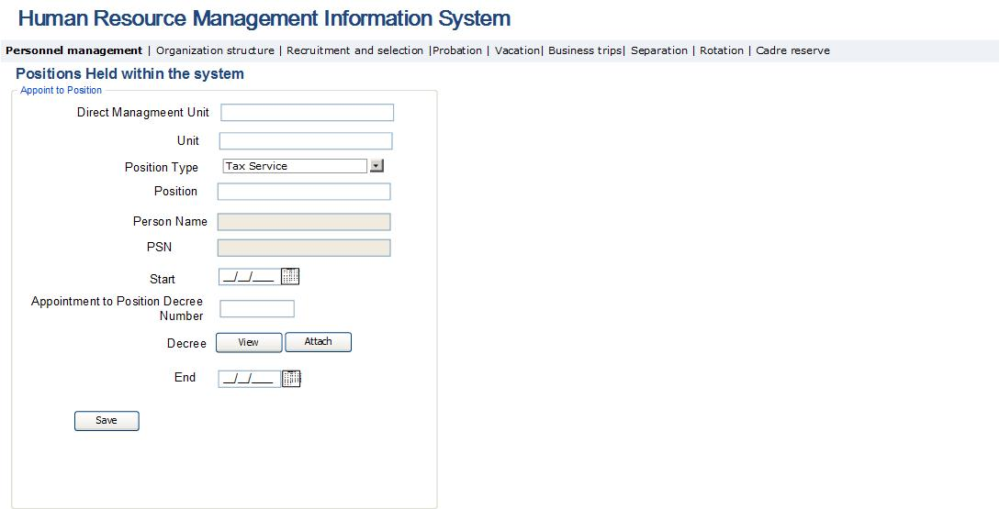 Human Resource Management Information System
Personnel management | Organization structure | Recruitment and selection |Probation | Vacation| Business trips| Separation | Rotation | Cadre reserve
Positions Held within the system
Appoint to Position
Direct Managmeent Unit
Unit
Position Type Tax Service
Position
Person Name
PSN
Start __/__/____
Appointment to Position Decree
Number
Decree View Attach
End __/__/____
Save